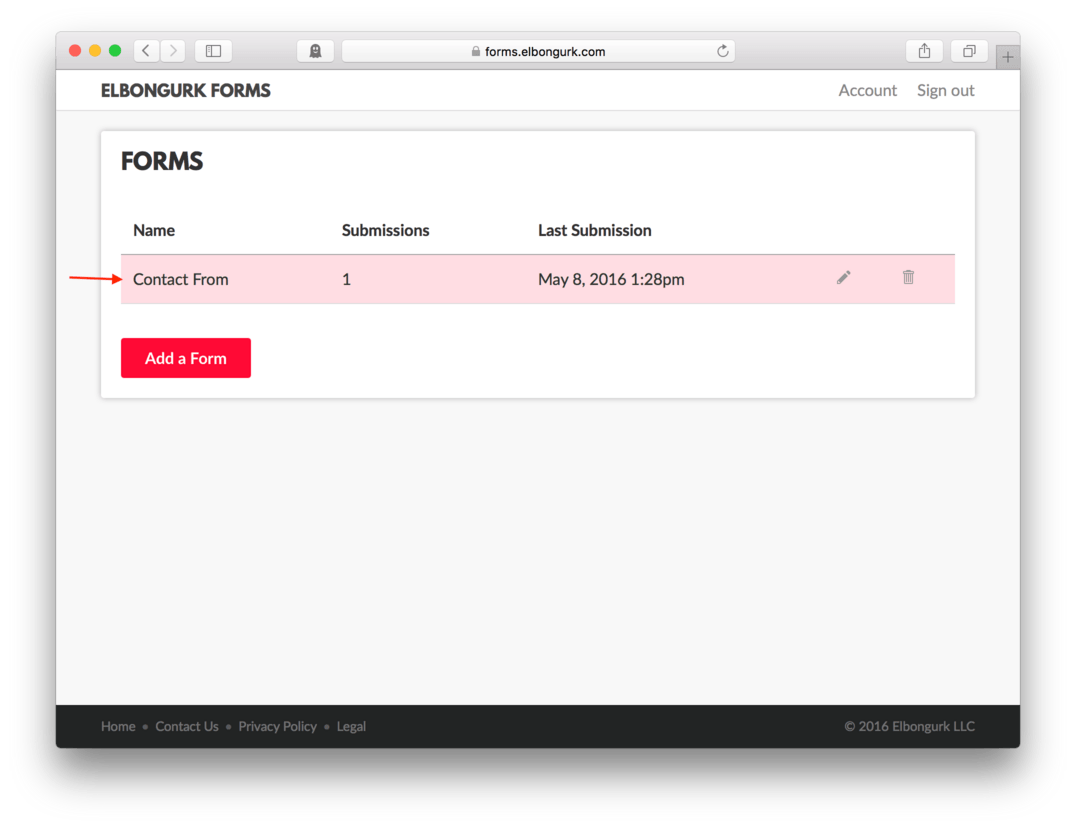 forms.elbongurk.com
ELBONGURK FORMS Account Sign out
FORMS
Name Submissions Last Submission
Contact From 1 May 8, 2016 1:28pm
Add a Form
Home • Contact Us • Privacy Policy • Legal © 2016 Elbongurk LLC